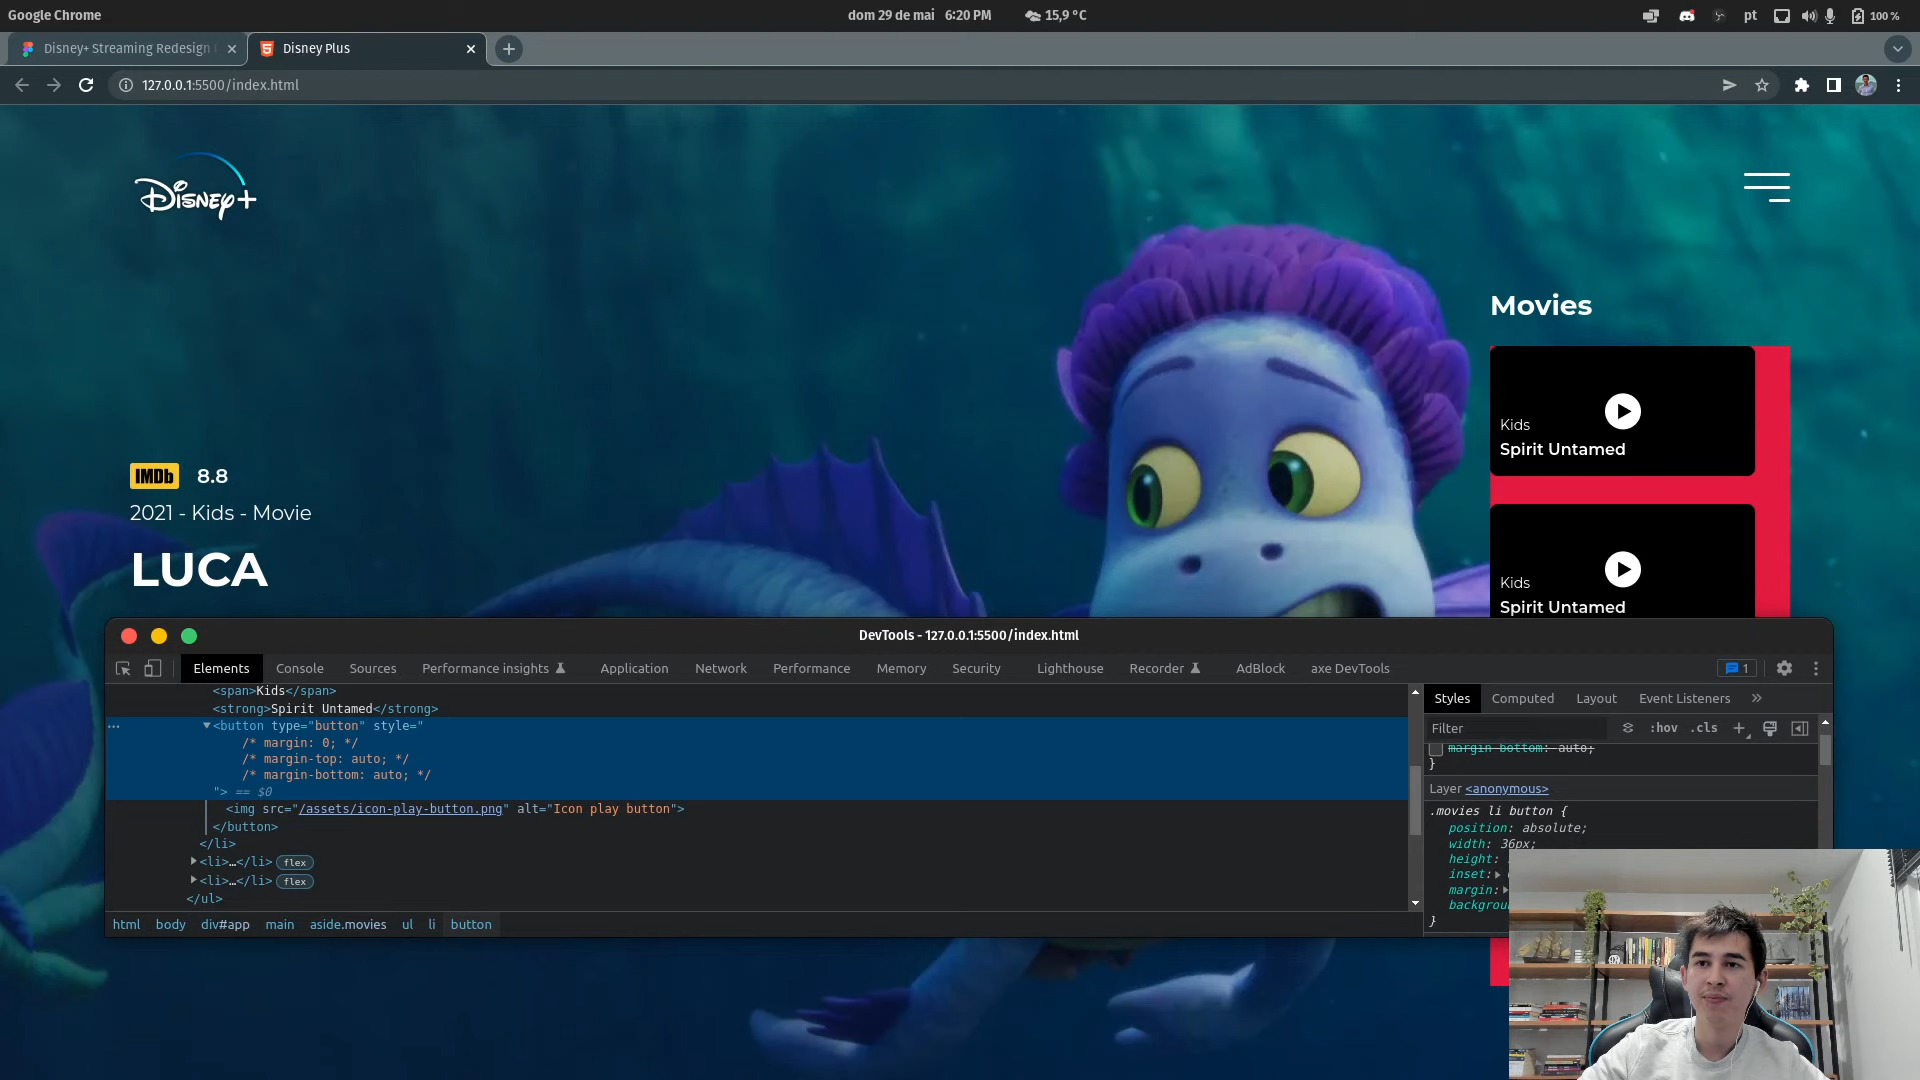 Google Chrome
dom 29 de mai 6:20 PM
15,9 °C
pt
100 %
Disney+ Streaming Redesign
Disney Plus
127.0.0.1:5500/index.html
Disney+
Movies
Kids
Spirit Untamed
Kids
Spirit Untamed
IMDb 8.8
2021 - Kids - Movie
LUCA
DevTools - 127.0.0.1:5500/index.html
Elements Console Sources Performance insights Application Network Performance Memory Security Lighthouse Recorder AdBlock axe DevTools
1
<span>Kids</span>
<strong>Spirit Untamed</strong>
<button type="button" style="
/* margin: 0; */
/* margin-top: auto; */
/* margin-bottom: auto; */
"> == $0
<img src="/assets/icon-play-button.png" alt="Icon play button">
</button>
</li>
<li>…</li> flex
<li>…</li> flex
</ul>
html body div#app main aside.movies ul li button
Styles Computed Layout Event Listeners »
Filter
:hov .cls +
margin-bottom: auto;
}
Layer <anonymous>
.movies li button {
position: absolute;
width: 36px;
height:
inset:
margin:
}